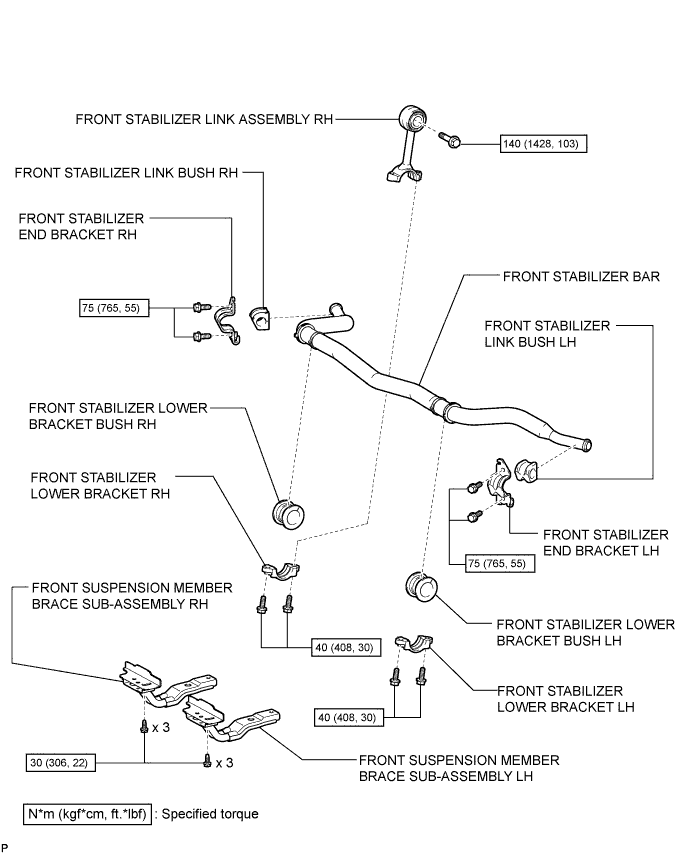 FRONT STABILIZER LINK ASSEMBLY RH
140 (1428, 103)
FRONT STABILIZER LINK BUSH RH
FRONT STABILIZER
END BRACKET RH
FRONT STABILIZER BAR
75 (765, 55)
FRONT STABILIZER
LINK BUSH LH
FRONT STABILIZER LOWER
BRACKET BUSH RH
FRONT STABILIZER
LOWER BRACKET RH
FRONT STABILIZER
END BRACKET LH
75 (765, 55)
FRONT SUSPENSION MEMBER
BRACE SUB-ASSEMBLY RH
FRONT STABILIZER LOWER
BRACKET BUSH LH
40 (408, 30)
FRONT STABILIZER
LOWER BRACKET LH
40 (408, 30)
x 3
x 3
30 (306, 22)
FRONT SUSPENSION MEMBER
BRACE SUB-ASSEMBLY LH
N*m (kgf*cm, ft.*lbf) : Specified torque
P